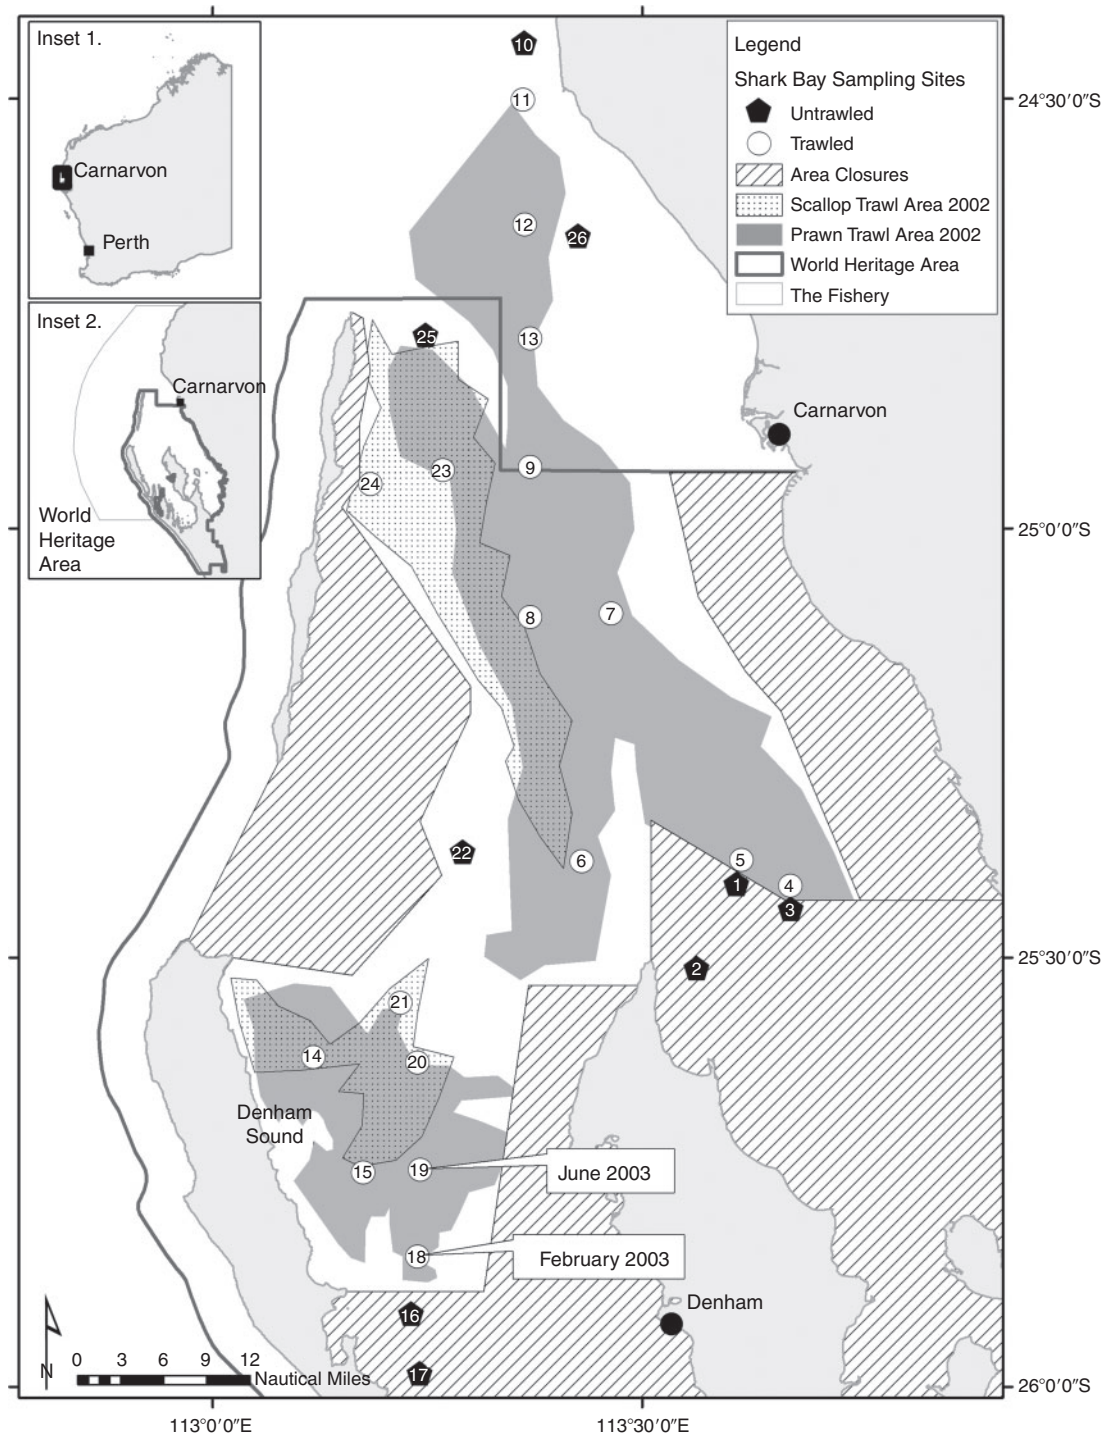 Inset 1.
Carnarvon
Perth
Inset 2.
Carnarvon
World
Heritage
Area
Legend
Shark Bay Sampling Sites
Untrawled
Trawled
Area Closures
Scallop Trawl Area 2002
Prawn Trawl Area 2002
World Heritage Area
The Fishery
10
11
24°30′0″S
12
26
25
13
Carnarvon
9
23
24
25°0′0″S
8
7
22
6
5
1
4
3
2
25°30′0″S
21
14
20
Denham
Sound
15
19
June 2003
18
February 2003
16
Denham
17
N
0 3 6 9 12
Nautical Miles
26°0′0″S
113°0′0″E
113°30′0″E